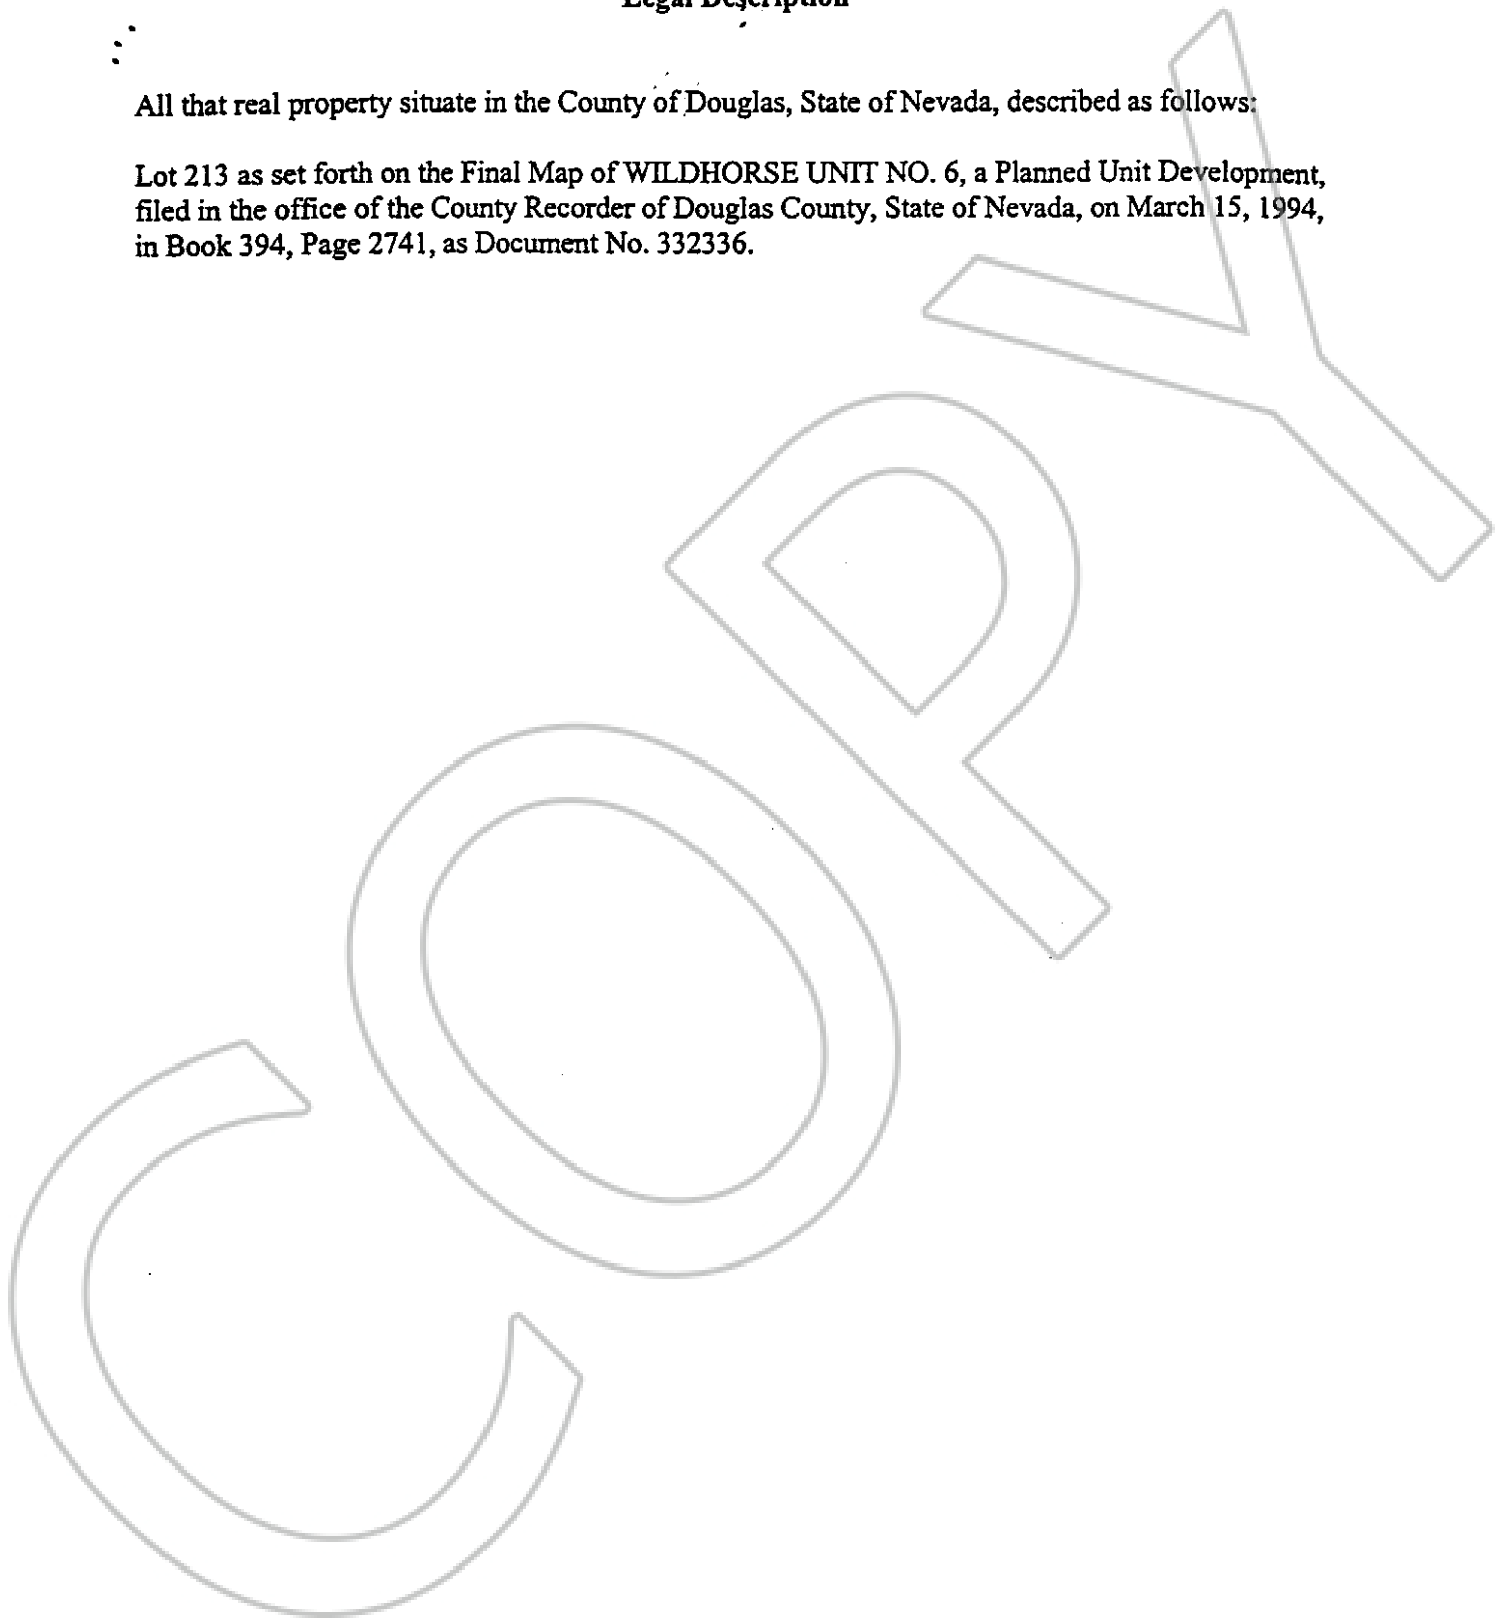 Legal Description
All that real property situate in the County of Douglas, State of Nevada, described as follows:
Lot 213 as set forth on the Final Map of WILDHORSE UNIT NO. 6, a Planned Unit Development,
filed in the office of the County Recorder of Douglas County, State of Nevada, on March 15, 1994,
in Book 394, Page 2741, as Document No. 332336.
COPY